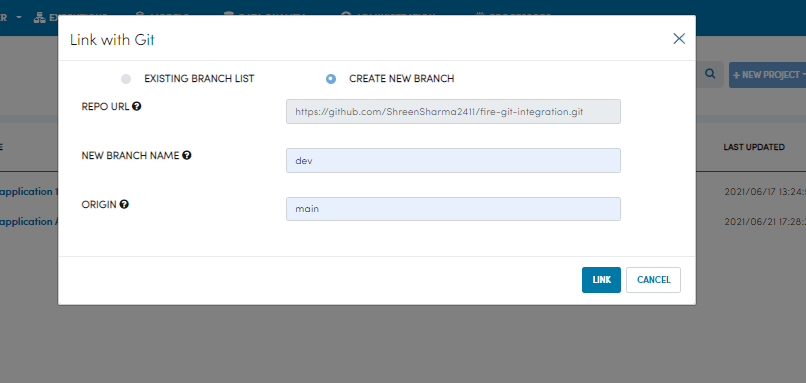 Link with Git
EXISTING BRANCH LIST
CREATE NEW BRANCH
REPO URL
https://github.com/ShreenSharma2411/fire-git-integration.git
NEW BRANCH NAME
dev
ORIGIN
main
LINK
CANCEL
+ NEW PROJECT
LAST UPDATED
application 1
2021/06/17 13:24:
application A
2021/06/21 17:28: